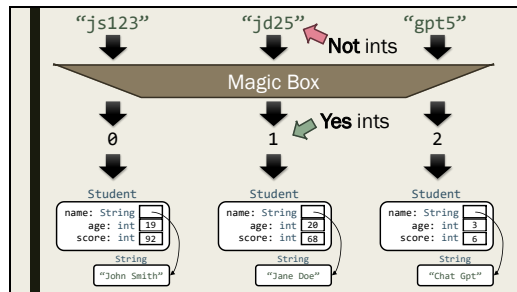 “js123” “jd25” “gpt5”
Not ints
Magic Box
Yes ints
0 1 2
Student Student Student
name: String name: String name: String
age: int 19 age: int 20 age: int 3
score: int 92 score: int 68 score: int 6
String String String
“John Smith” “Jane Doe” “Chat Gpt”